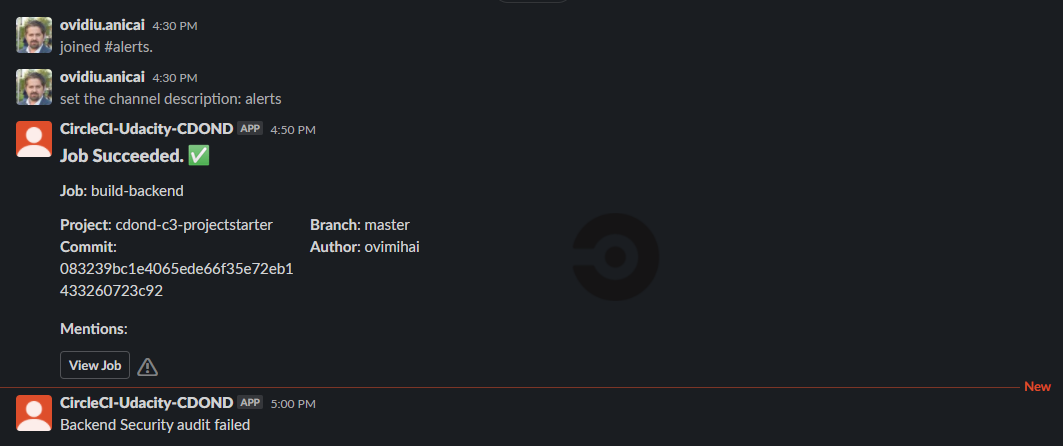 ovidiu.anicai 4:30 PM
joined #alerts.
ovidiu.anicai 4:30 PM
set the channel description: alerts
CircleCI-Udacity-CDOND APP 4:50 PM
Job Succeeded. ✅
Job: build-backend
Project: cdond-c3-projectstarter Branch: master
Commit: Author: ovimihai
083239bc1e4065ede66f35e72eb1
433260723c92
Mentions:
View Job
New
CircleCI-Udacity-CDOND APP 5:00 PM
Backend Security audit failed